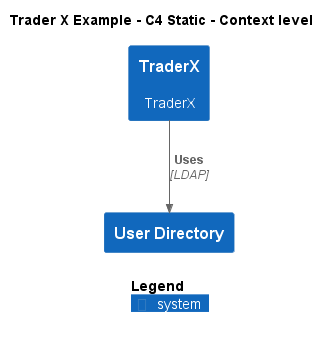 Trader X Example - C4 Static - Context level
TraderX
TraderX
Uses
[LDAP]
User Directory
Legend
system